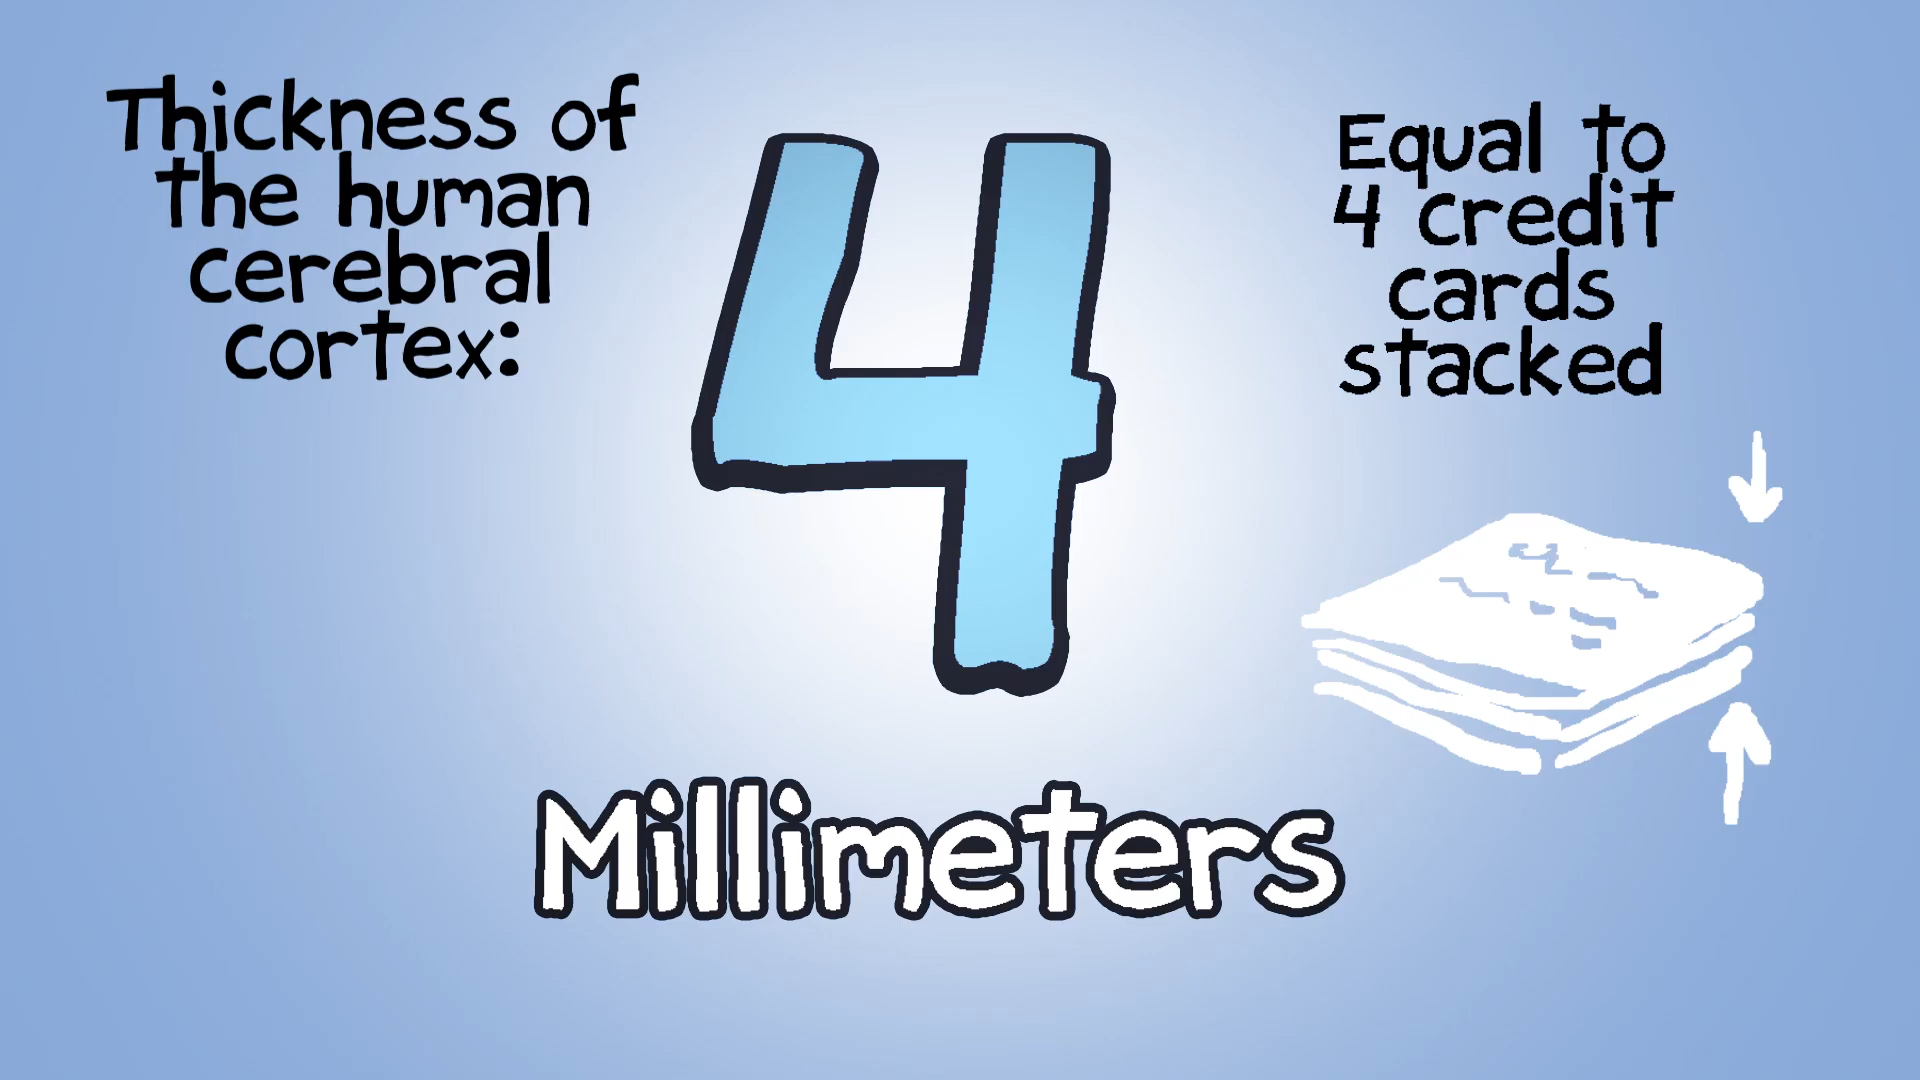 Thickness of
the human
cerebral
cortex:
4
Millimeters
Equal to
4 credit
cards
stacked